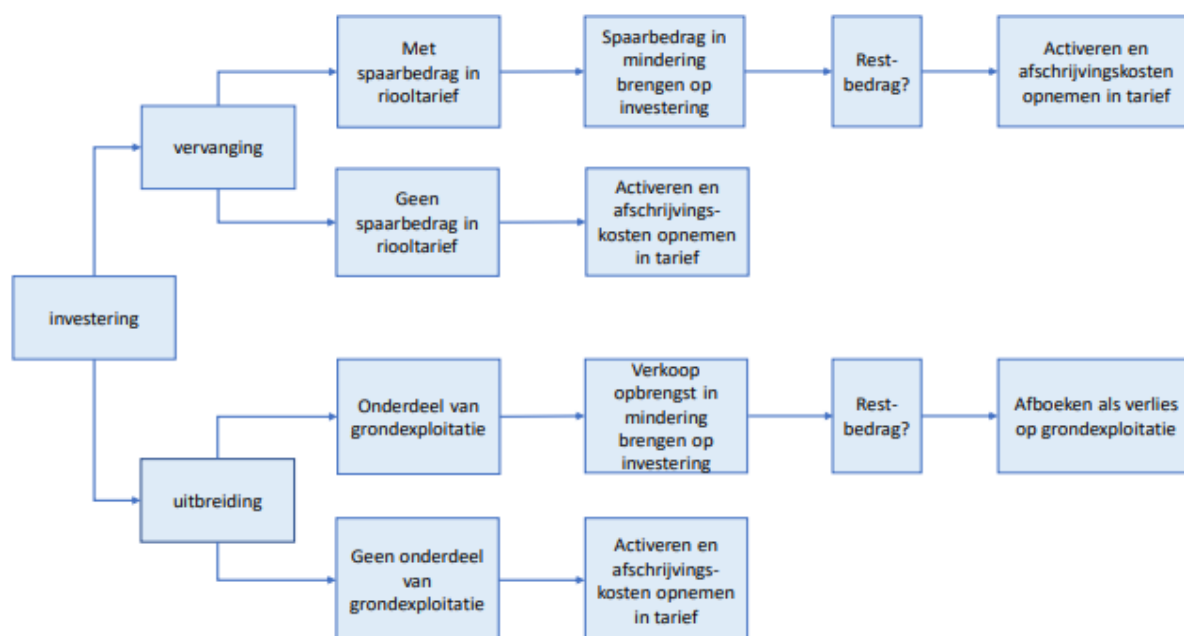 Met
spaarbedrag in
riooltarief
Spaarbedrag in
mindering
brengen op
investering
Rest-
bedrag?
Activeren en
afschrijvingskosten
opnemen in tarief
vervanging
Geen
spaarbedrag in
riooltarief
Activeren en
afschrijvings-
kosten opnemen
in tarief
investering
Onderdeel van
grondexploitatie
Verkoop
opbrengst in
mindering
brengen op
investering
Rest-
bedrag?
Afboeken als verlies
op grondexploitatie
uitbreiding
Geen onderdeel
van
grondexploitatie
Activeren en
afschrijvings-
kosten opnemen
in tarief